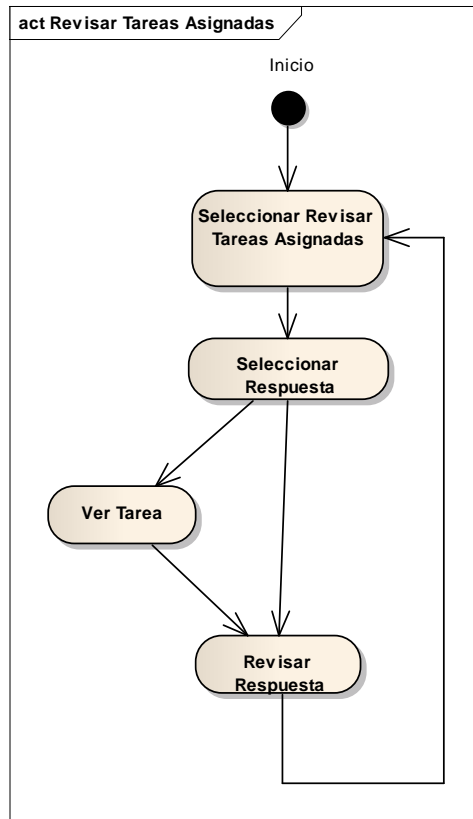 act Revisar Tareas Asignadas
Inicio
Seleccionar Revisar
Tareas Asignadas
Seleccionar
Respuesta
Ver Tarea
Revisar
Respuesta